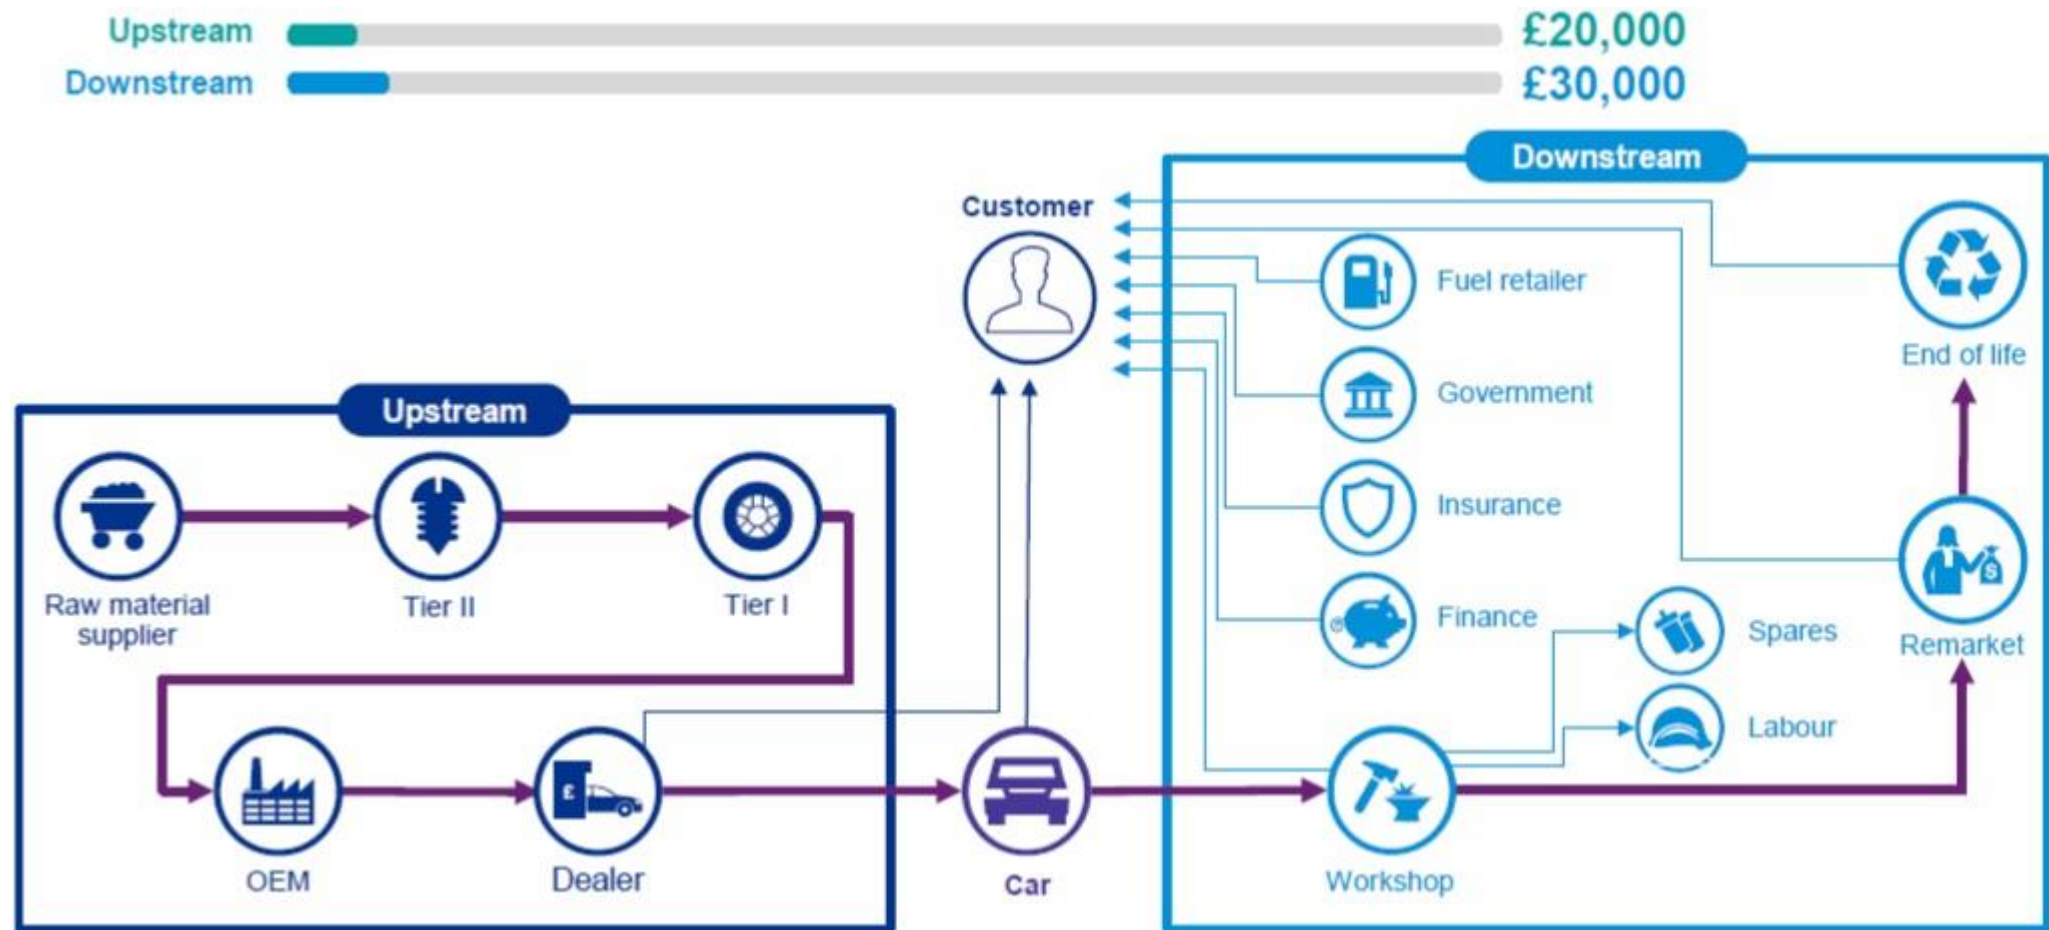 Upstream
£20,000
Downstream
£30,000
Downstream
Customer
Fuel retailer
End of life
Government
Upstream
Insurance
Raw material
supplier
Tier II
Tier I
Finance
Spares
Remarket
$
Labour
£
OEM
Dealer
Car
Workshop